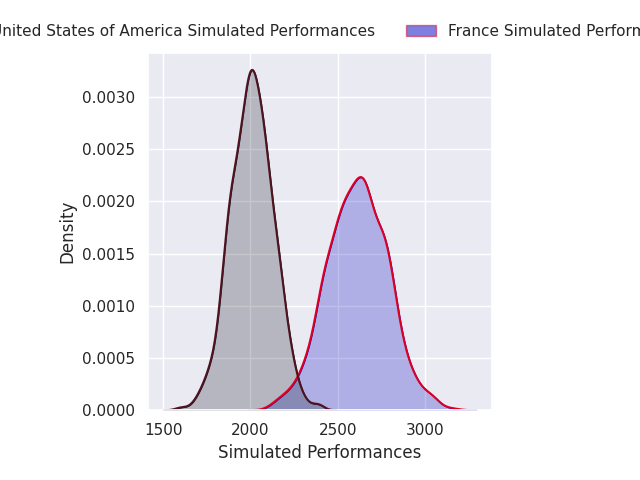 United States of America Simulated Performances France Simulated Perform
0.0030
0.0025
0.0020
0.0015
0.0010
0.0005
0.0000
Density
1500 2000 2500 3000
Simulated Performances